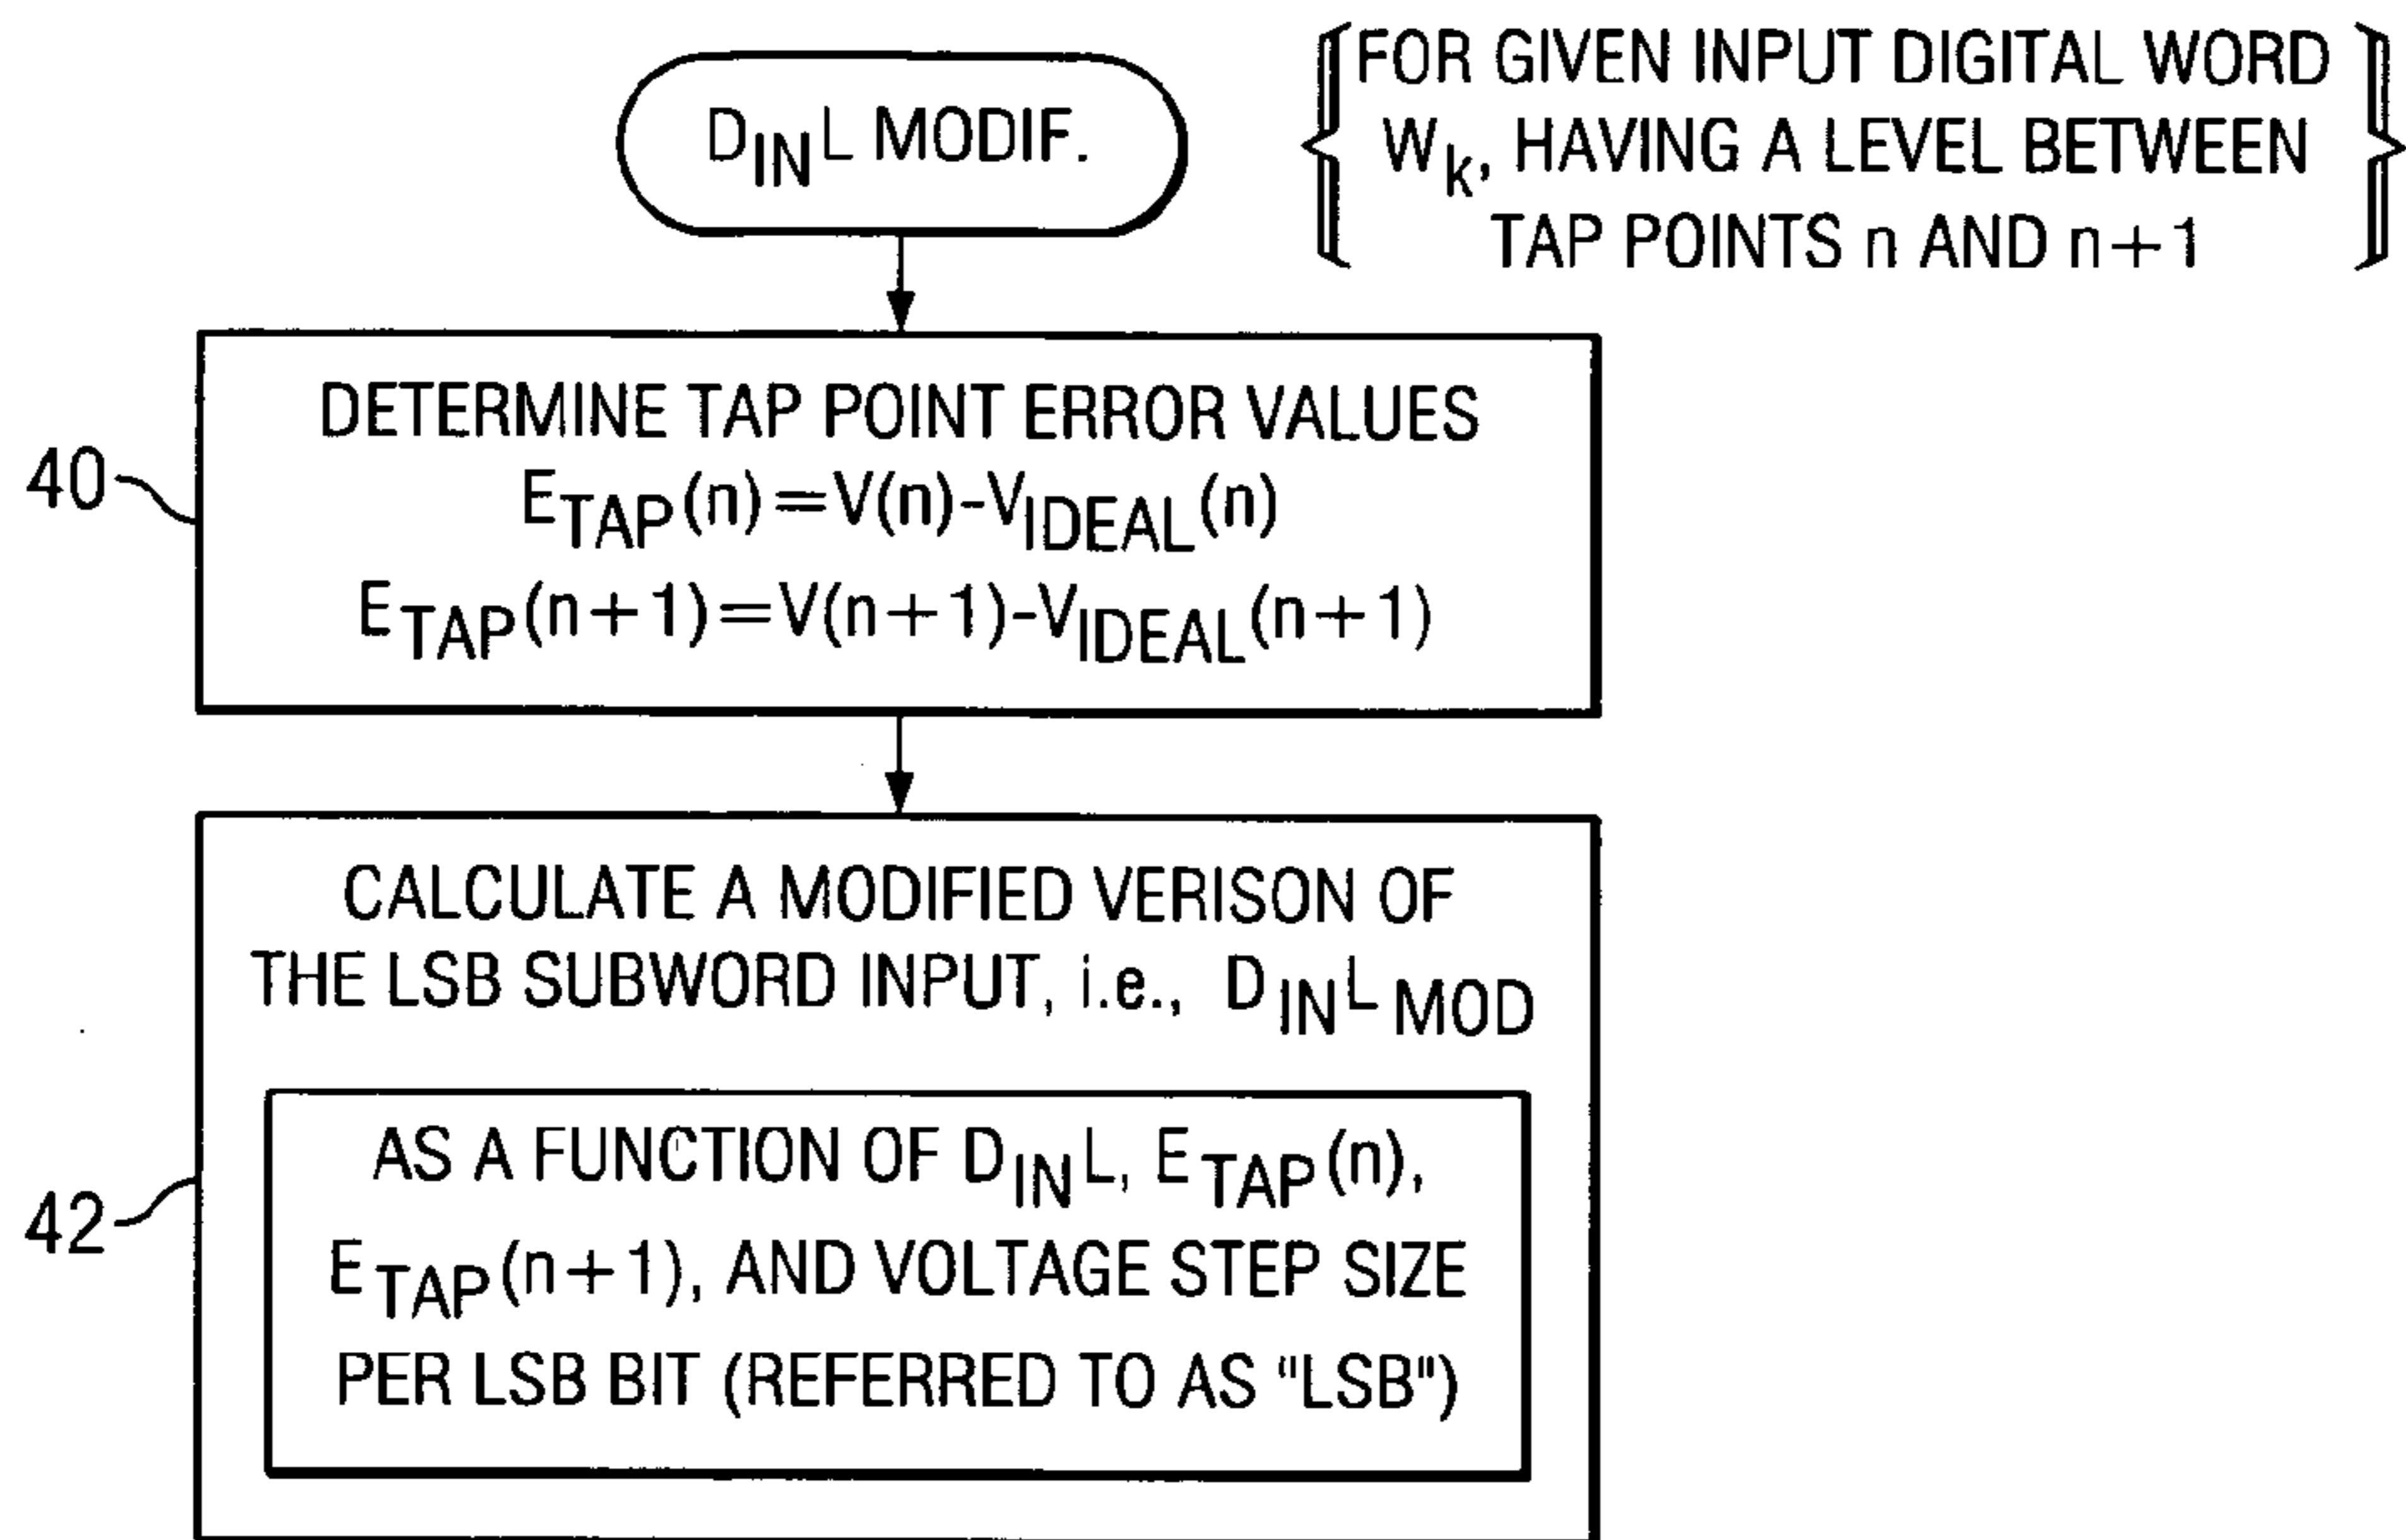 D_IN L MODIF.
FOR GIVEN INPUT DIGITAL WORD
W_k, HAVING A LEVEL BETWEEN
TAP POINTS n AND n+1
40
DETERMINE TAP POINT ERROR VALUES
E_TAP(n)=V(n)-V_IDEAL(n)
E_TAP(n+1)=V(n+1)-V_IDEAL(n+1)
42
CALCULATE A MODIFIED VERISON OF
THE LSB SUBWORD INPUT, i.e., D_IN L_MOD
AS A FUNCTION OF D_IN L, E_TAP(n),
E_TAP(n+1), AND VOLTAGE STEP SIZE
PER LSB BIT (REFERRED TO AS "LSB")